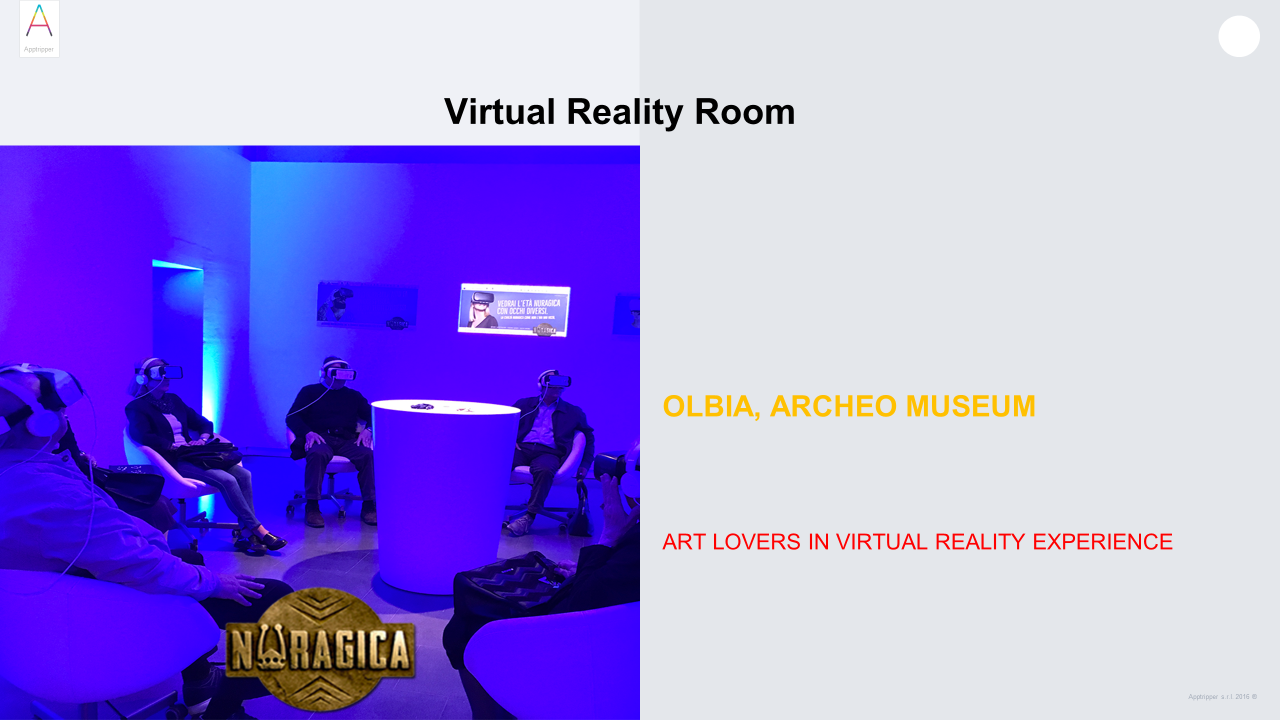 Apptripper
Virtual Reality Room
VEDRAI L'ETÀ NURAGICA
CON OCCHI DIVERSI.
OLBIA, ARCHEO MUSEUM
ART LOVERS IN VIRTUAL REALITY EXPERIENCE
NURAGICA
Apptripper s.r.l. 2016 ©